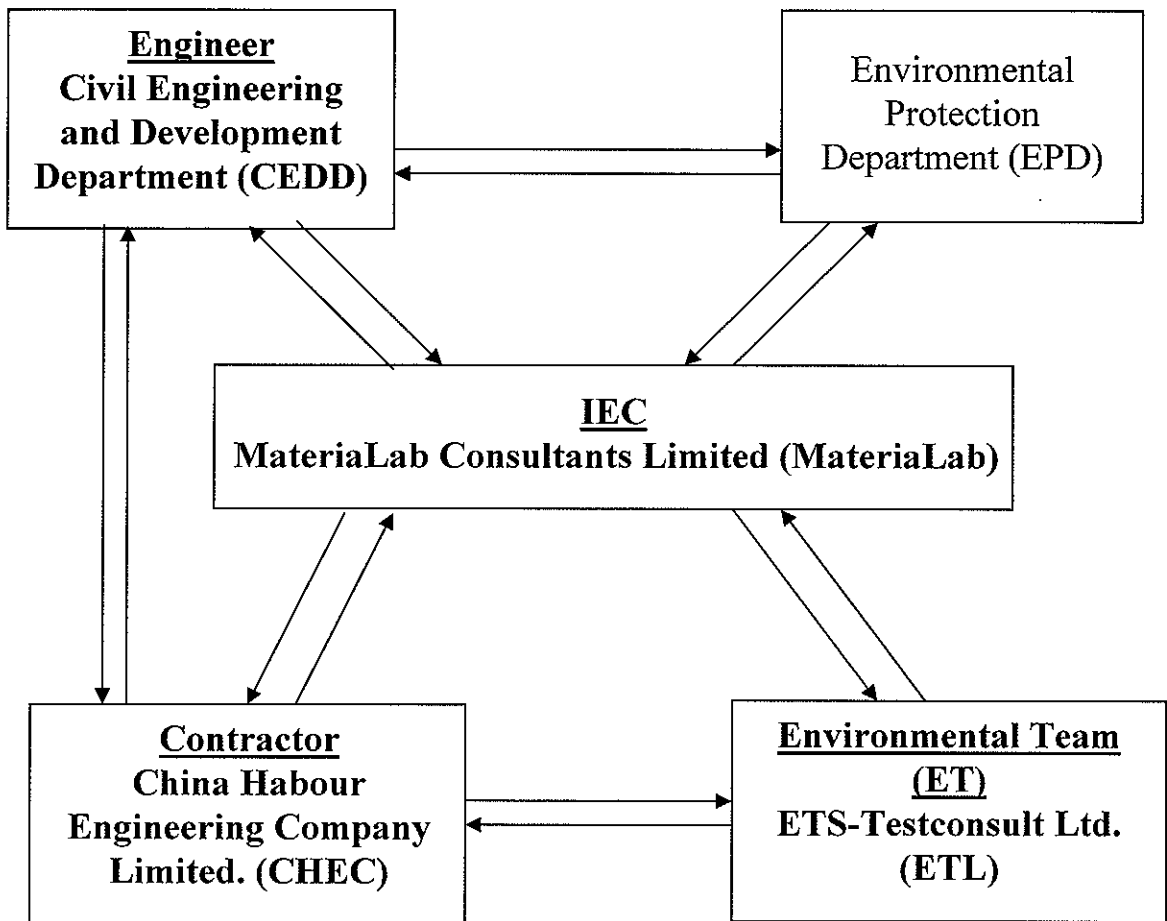 Engineer
Civil Engineering
and Development
Department (CEDD)
Environmental
Protection
Department (EPD)
IEC
MateriaLab Consultants Limited (MateriaLab)
Contractor
China Habour
Engineering Company
Limited. (CHEC)
Environmental Team
(ET)
ETS-Testconsult Ltd.
(ETL)